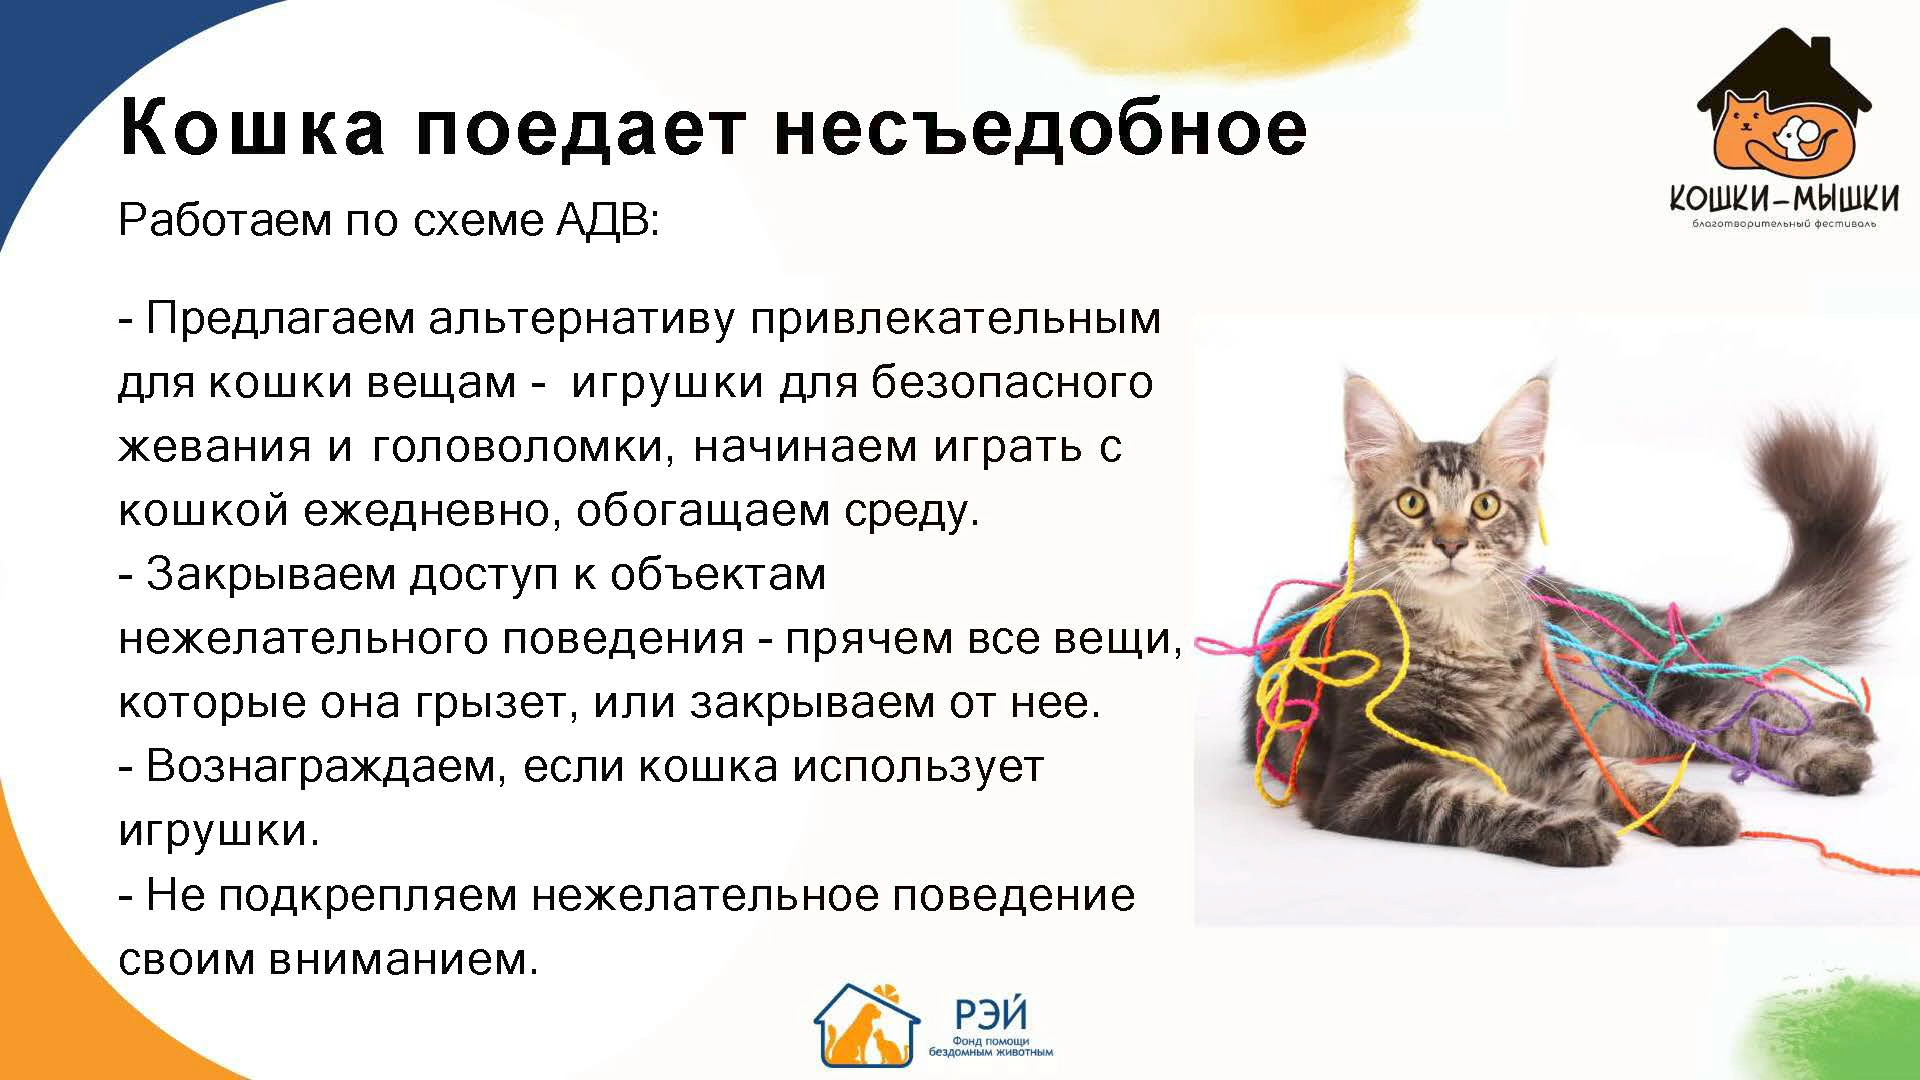 Кошка поедает несъедобное
Работаем по схеме АДВ:
- Предлагаем альтернативу привлекательным
для кошки вещам - игрушки для безопасного
жевания и головоломки, начинаем играть с
кошкой ежедневно, обогащаем среду.
- Закрываем доступ к объектам
нежелательного поведения - прячем все вещи,
которые она грызет, или закрываем от нее.
- Вознаграждаем, если кошка использует
игрушки.
- Не подкрепляем нежелательное поведение
своим вниманием.
КОШКИ-МЫШКИ
благотворительный фестиваль
РЭЙ
Фонд помощи
бездомным животным